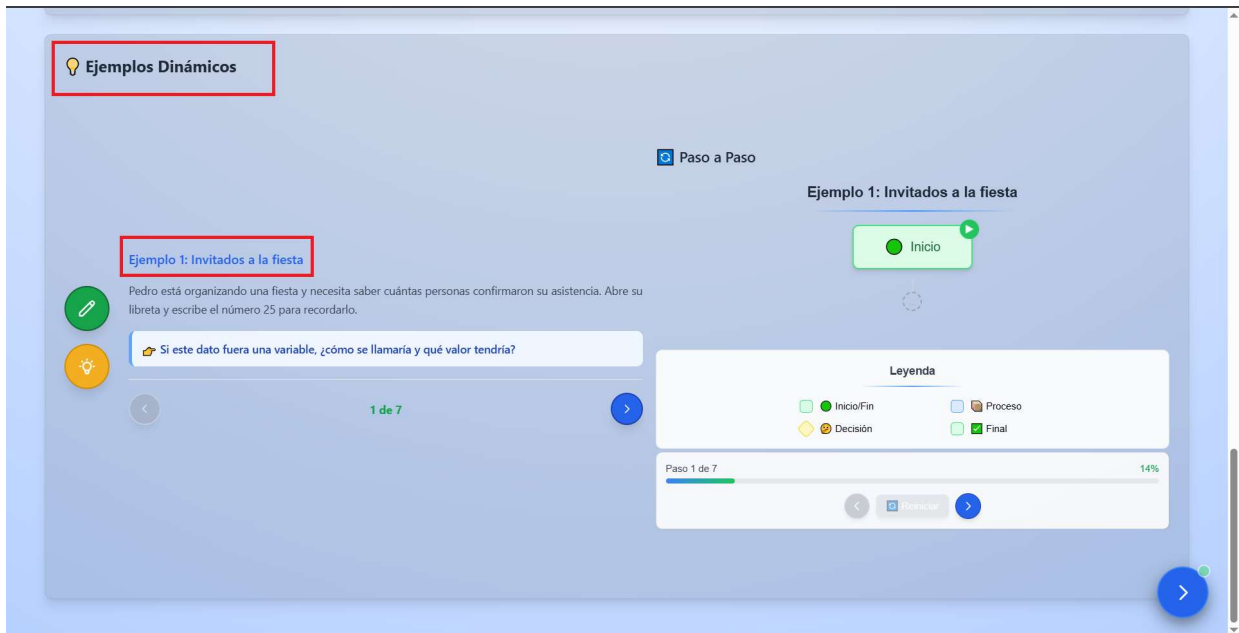 Ejemplos Dinámicos
Ejemplo 1: Invitados a la fiesta
Pedro está organizando una fiesta y necesita saber cuántas personas confirmaron su asistencia. Abre su
libreta y escribe el número 25 para recordarlo.
Si este dato fuera una variable, ¿cómo se llamaría y qué valor tendría?
1 de 7
Paso a Paso
Ejemplo 1: Invitados a la fiesta
Inicio
Leyenda
Inicio/Fin
Proceso
Decisión
Final
Paso 1 de 7
14%
Reiniciar